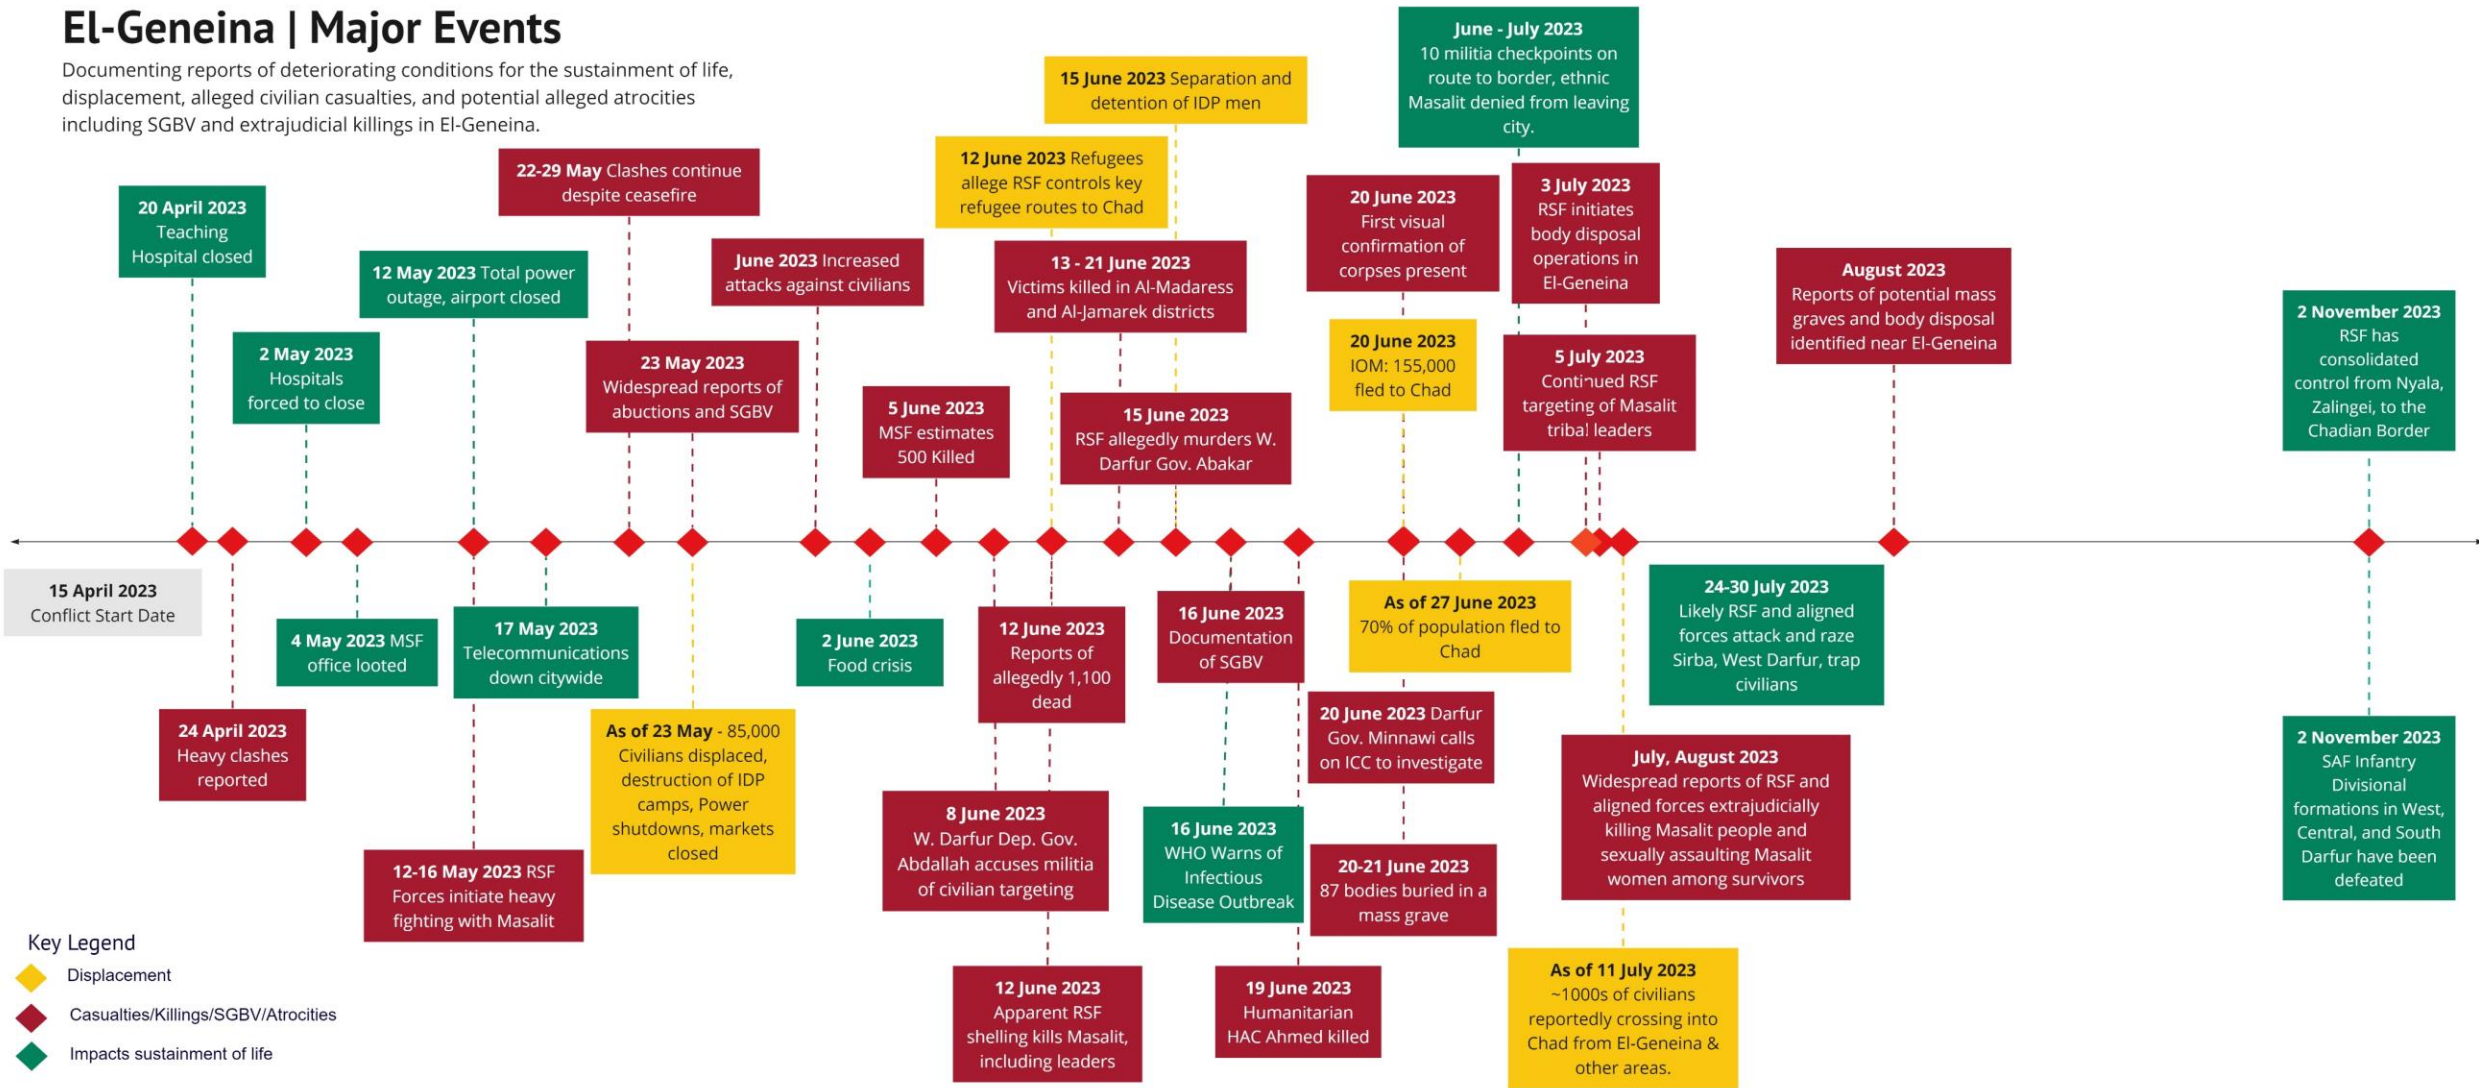 El-Geneina | Major Events
Documenting reports of deteriorating conditions for the sustainment of life,
displacement, alleged civilian casualties, and potential alleged atrocities
including SGBV and extrajudicial killings in El-Geneina.
15 April 2023
Conflict Start Date
20 April 2023
Teaching
Hospital closed
24 April 2023
Heavy clashes
reported
2 May 2023
Hospitals
forced to close
4 May 2023 MSF
office looted
12 May 2023 Total power
outage, airport closed
12-16 May 2023 RSF
Forces initiate heavy
fighting with Masalit
17 May 2023
Telecommunications
down citywide
22-29 May Clashes continue
despite ceasefire
23 May 2023
Widespread reports of
abuctions and SGBV
As of 23 May - 85,000
Civilians displaced,
destruction of IDP
camps, Power
shutdowns, markets
closed
June 2023 Increased
attacks against civilians
2 June 2023
Food crisis
5 June 2023
MSF estimates
500 Killed
8 June 2023
W. Darfur Dep. Gov.
Abdallah accuses militia
of civilian targeting
12 June 2023 Refugees
allege RSF controls key
refugee routes to Chad
12 June 2023
Reports of
allegedly 1,100
dead
12 June 2023
Apparent RSF
shelling kills Masalit,
including leaders
13 - 21 June 2023
Victims killed in Al-Madaress
and Al-Jamarek districts
15 June 2023 Separation and
detention of IDP men
15 June 2023
RSF allegedly murders W.
Darfur Gov. Abakar
16 June 2023
Documentation
of SGBV
16 June 2023
WHO Warns of
Infectious
Disease Outbreak
19 June 2023
Humanitarian
HAC Ahmed killed
20 June 2023
First visual
confirmation of
corpses present
20 June 2023
IOM: 155,000
fled to Chad
20 June 2023 Darfur
Gov. Minnawi calls
on ICC to investigate
20-21 June 2023
87 bodies buried in a
mass grave
As of 27 June 2023
70% of population fled to
Chad
June - July 2023
10 militia checkpoints on
route to border, ethnic
Masalit denied from leaving
city.
3 July 2023
RSF initiates
body disposal
operations in
El-Geneina
5 July 2023
Continued RSF
targeting of Masalit
tribal leaders
24-30 July 2023
Likely RSF and aligned
forces attack and raze
Sirba, West Darfur, trap
civilians
July, August 2023
Widespread reports of RSF and
aligned forces extrajudicially
killing Masalit people and
sexually assaulting Masalit
women among survivors
As of 11 July 2023
~1000s of civilians
reportedly crossing into
Chad from El-Geneina &
other areas.
August 2023
Reports of potential mass
graves and body disposal
identified near El-Geneina
2 November 2023
RSF has
consolidated
control from Nyala,
Zalingei, to the
Chadian Border
2 November 2023
SAF Infantry
Divisional
formations in West,
Central, and South
Darfur have been
defeated
Key Legend
Displacement
Casualties/Killings/SGBV/Atrocities
Impacts sustainment of life